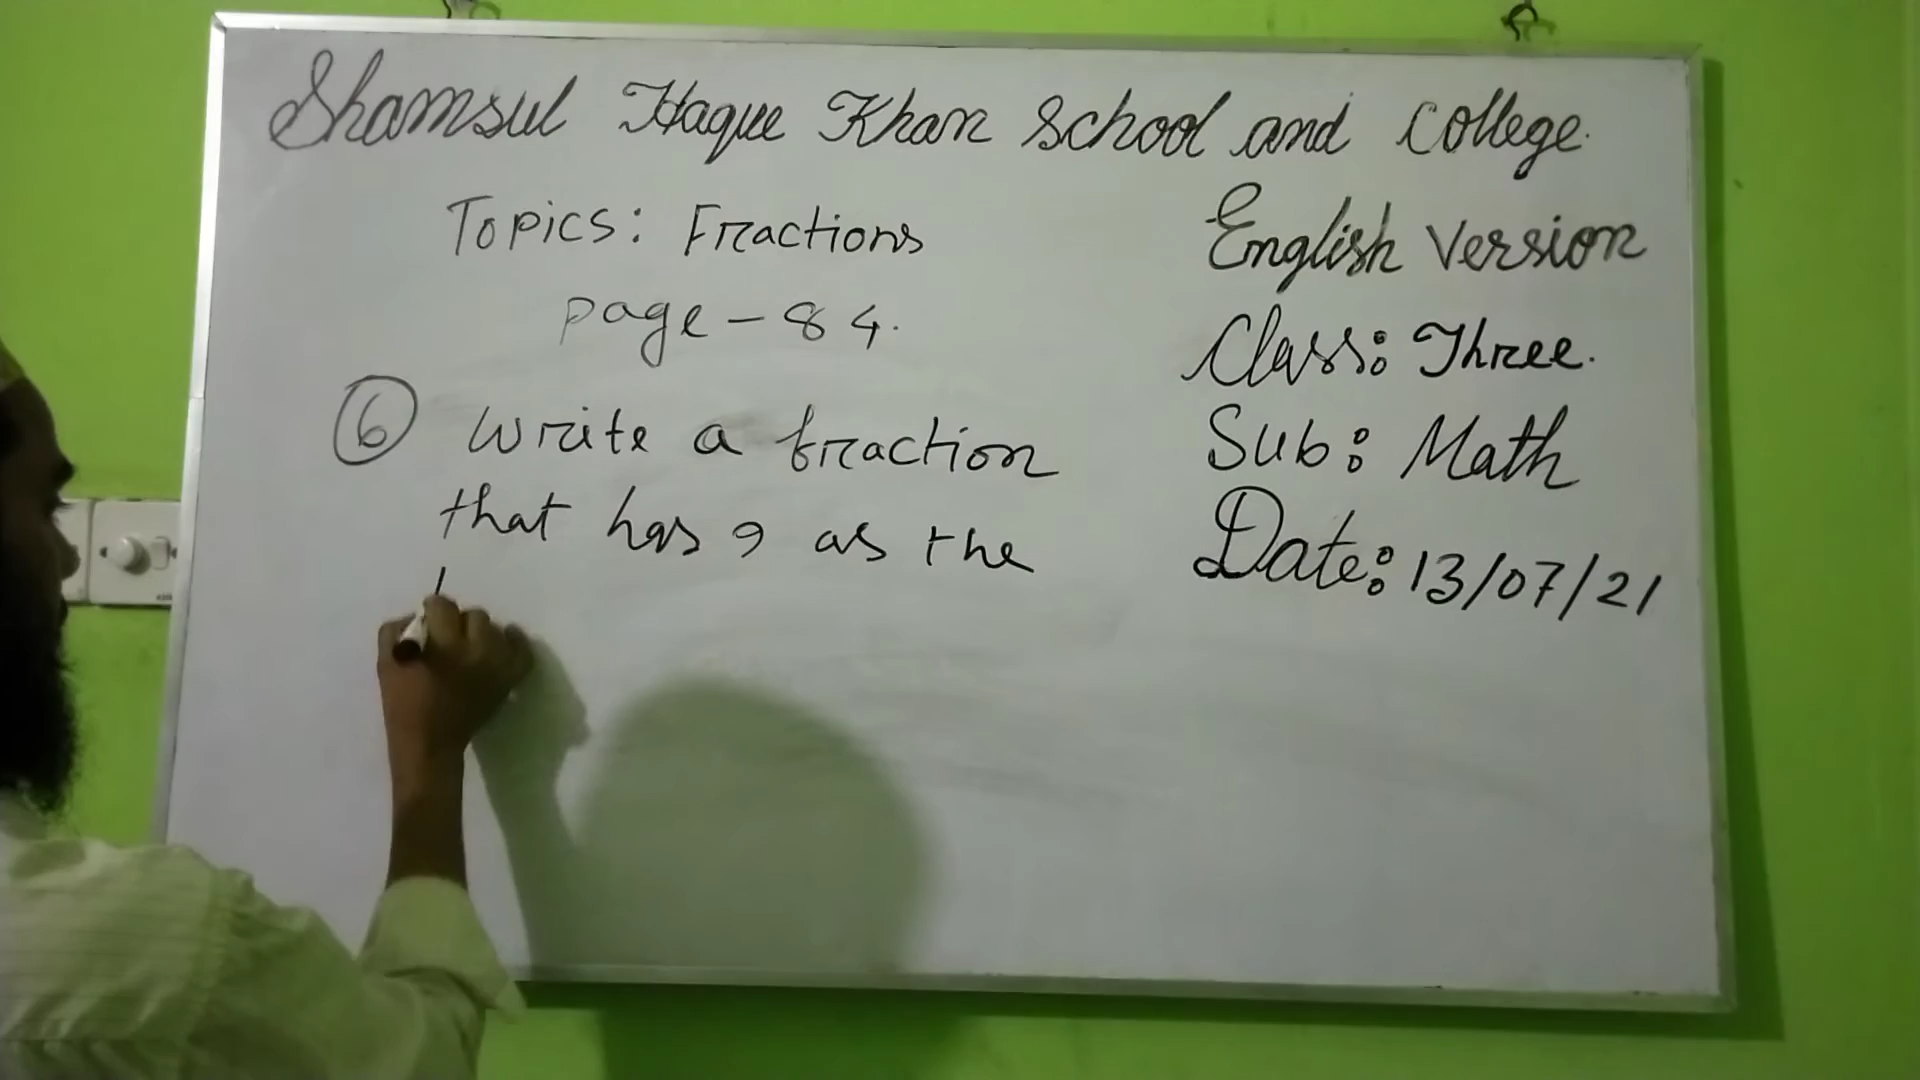 Shamsul Haque Khan School and College.
Topics: Fractions
page - 84.
English Version
Class: Three.
Sub: Math
Date: 13/07/21
6 Write a fraction
that has 9 as the